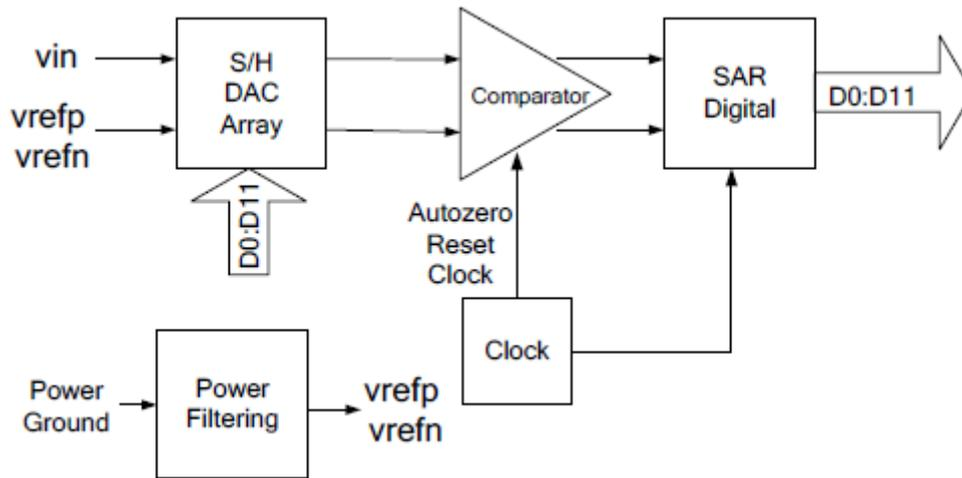 vin
vrefp
vrefn
S/H
DAC
Array
D0:D11
Comparator
SAR
Digital
D0:D11
Autozero
Reset
Clock
Clock
Power
Ground
Power
Filtering
vrefp
vrefn